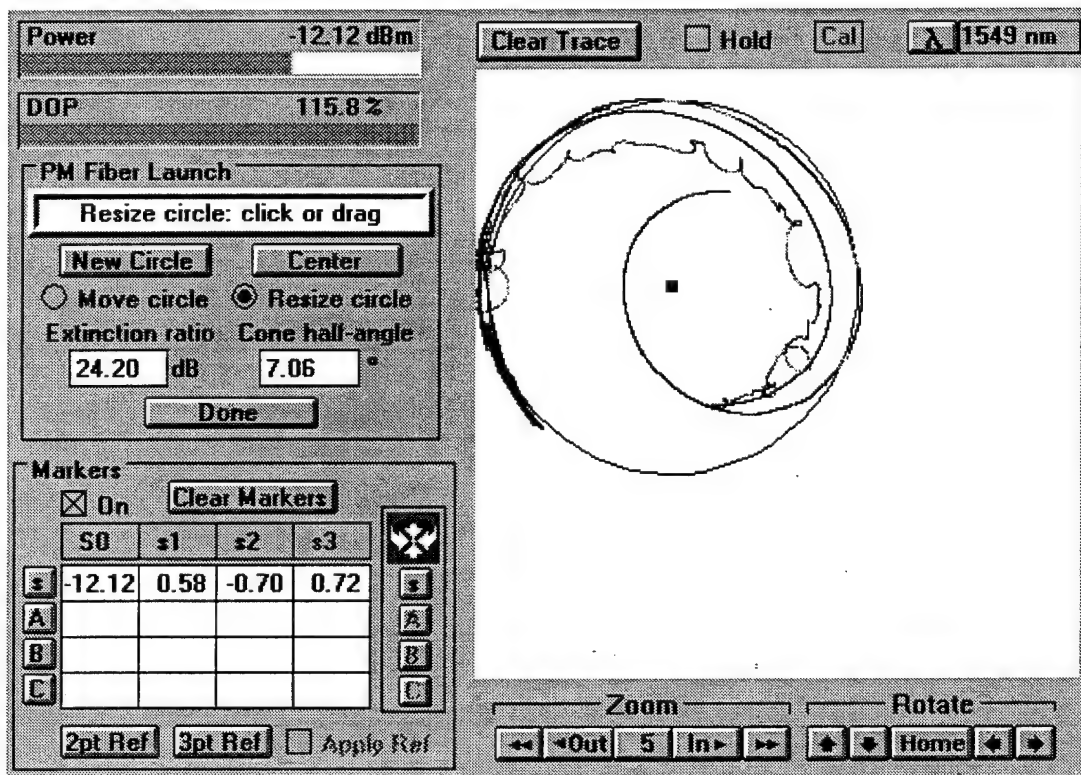 Power -12.12 dBm
DOP 115.8 %
PM Fiber Launch
Resize circle: click or drag
New Circle Center
Move circle Resize circle
Extinction ratio Cone half-angle
24.20 dB 7.06 °
Done
Markers
On Clear Markers
S0 s1 s2 s3
s -12.12 0.58 -0.70 0.72 s
A A
B B
C C
2pt Ref 3pt Ref Apply Ref
Clear Trace Hold Cal λ 1549 nm
Zoom
◄◄ ◄Out 5 In► ►►
Rotate
Home